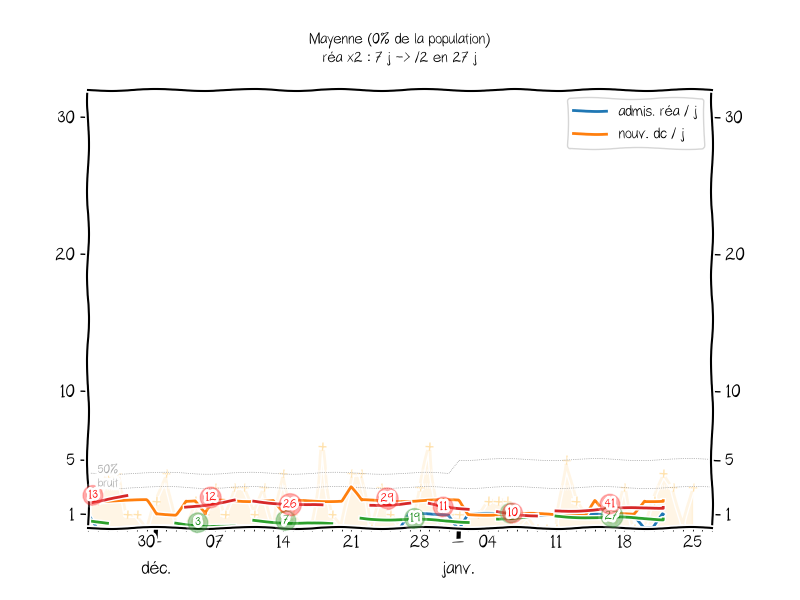 Mayenne (0% de la population)
réa x2 : 7 j -> /2 en 27 j
admis. réa / j
nouv. dc / j
30 30
20 20
10 10
5 5
1 1
50%
bruit
13 12 26 29 11 10 41
3 7 19 27
30 07 14 21 28 04 11 18 25
déc. janv.